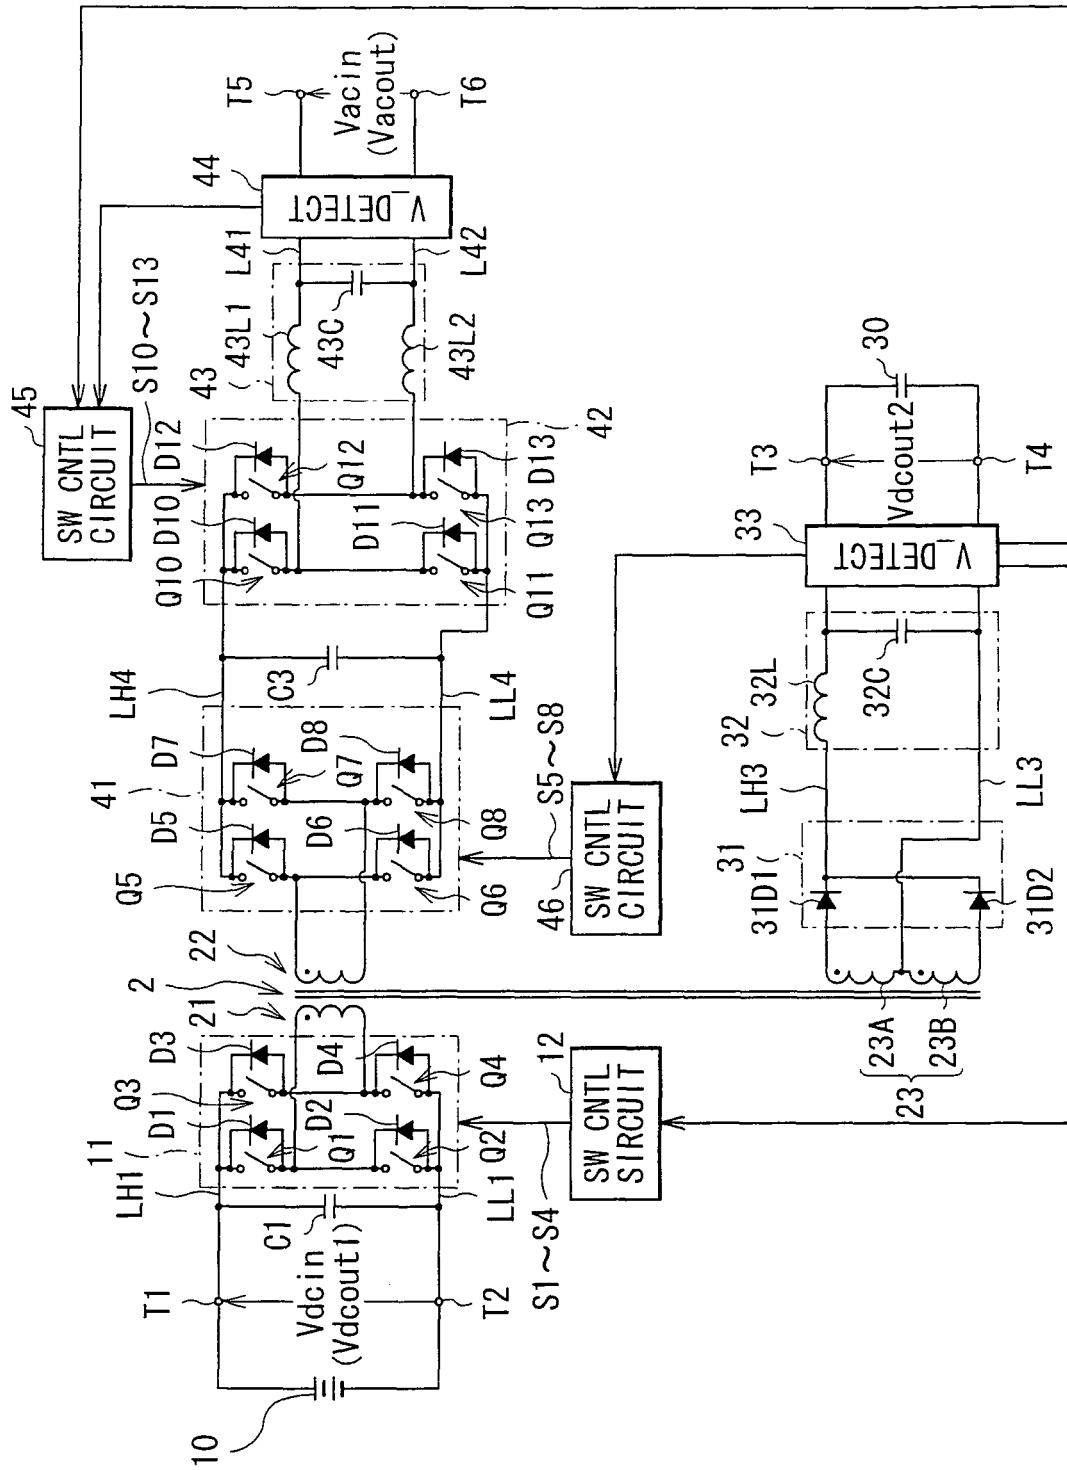 10
T1
Vdcin
(Vdcout1)
T2
C1
LH1
LL1
11
D1
Q3
D3
Q1
D2
D4
Q2
Q4
S1~S4
SW CNTL
SIRCUIT
12
21
2
22
23A
23B
23
Q5
D5
41
D7
D6
Q7
D8
Q6
Q8
S5~S8
46
SW CNTL
CIRCUIT
LH4
C3
LL4
Q10
D10
D12
Q12
D11
Q11
Q13
D13
42
SW CNTL
CIRCUIT
45
S10~S13
43
43L1
43C
43L2
L41
L42
V_DETECT
44
T5
Vacin
(Vacout)
T6
31
31D1
31D2
LH3
LL3
32
32L
32C
V_DETECT
33
T3
Vdcout2
T4
30